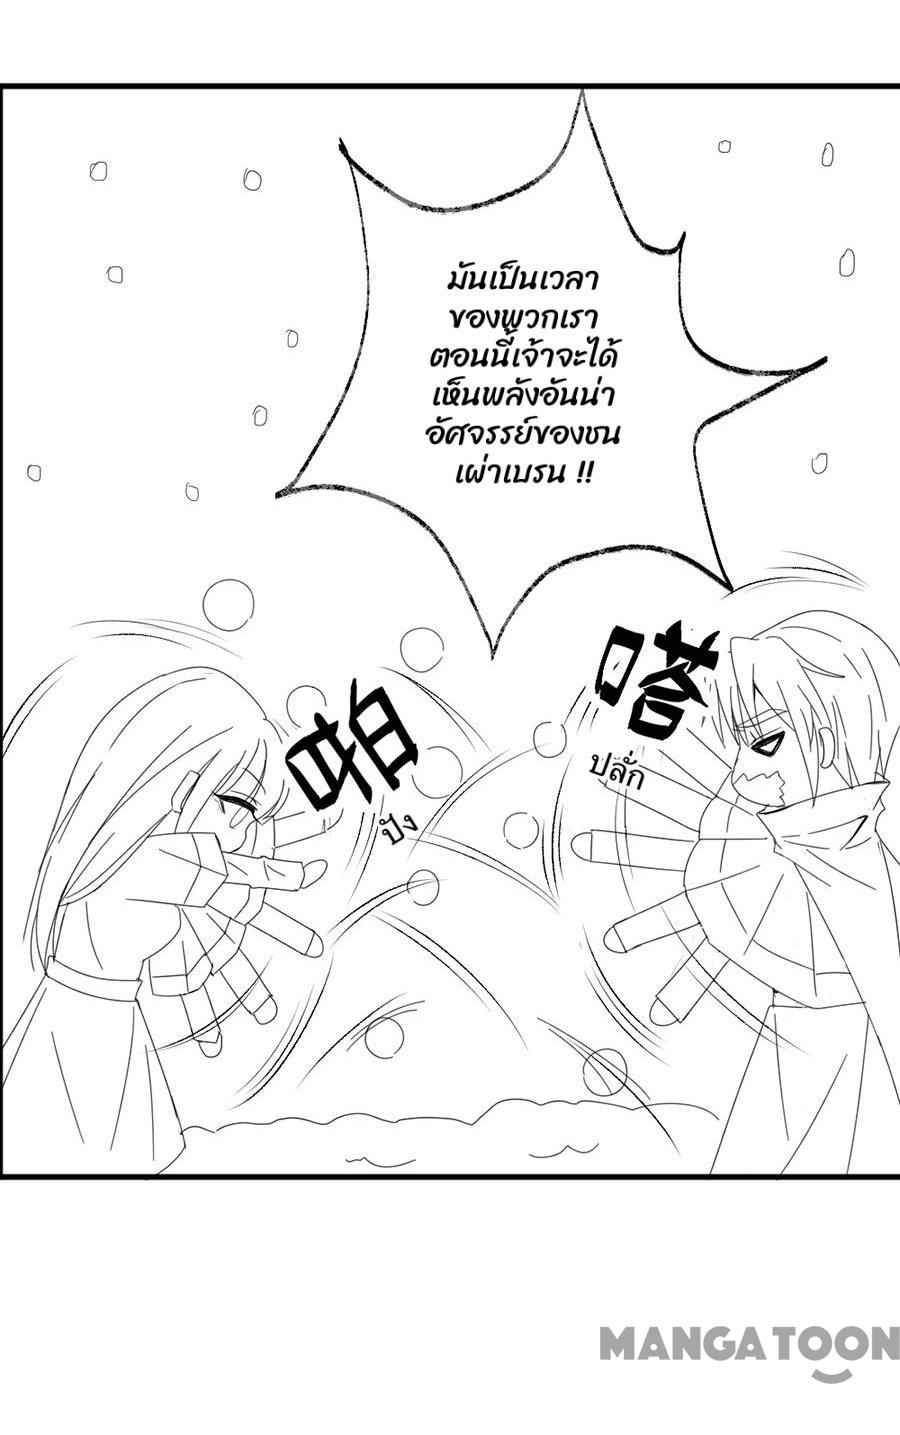 มันเป็นเวลา
ของพวกเรา
ตอนนี้เจ้าจะได้
เห็นพลังอันน่า
อัศจรรย์ของชน
เผ่าเบรน !!
嗒
ปลั่ก
啪
ปัง
MANGATOON